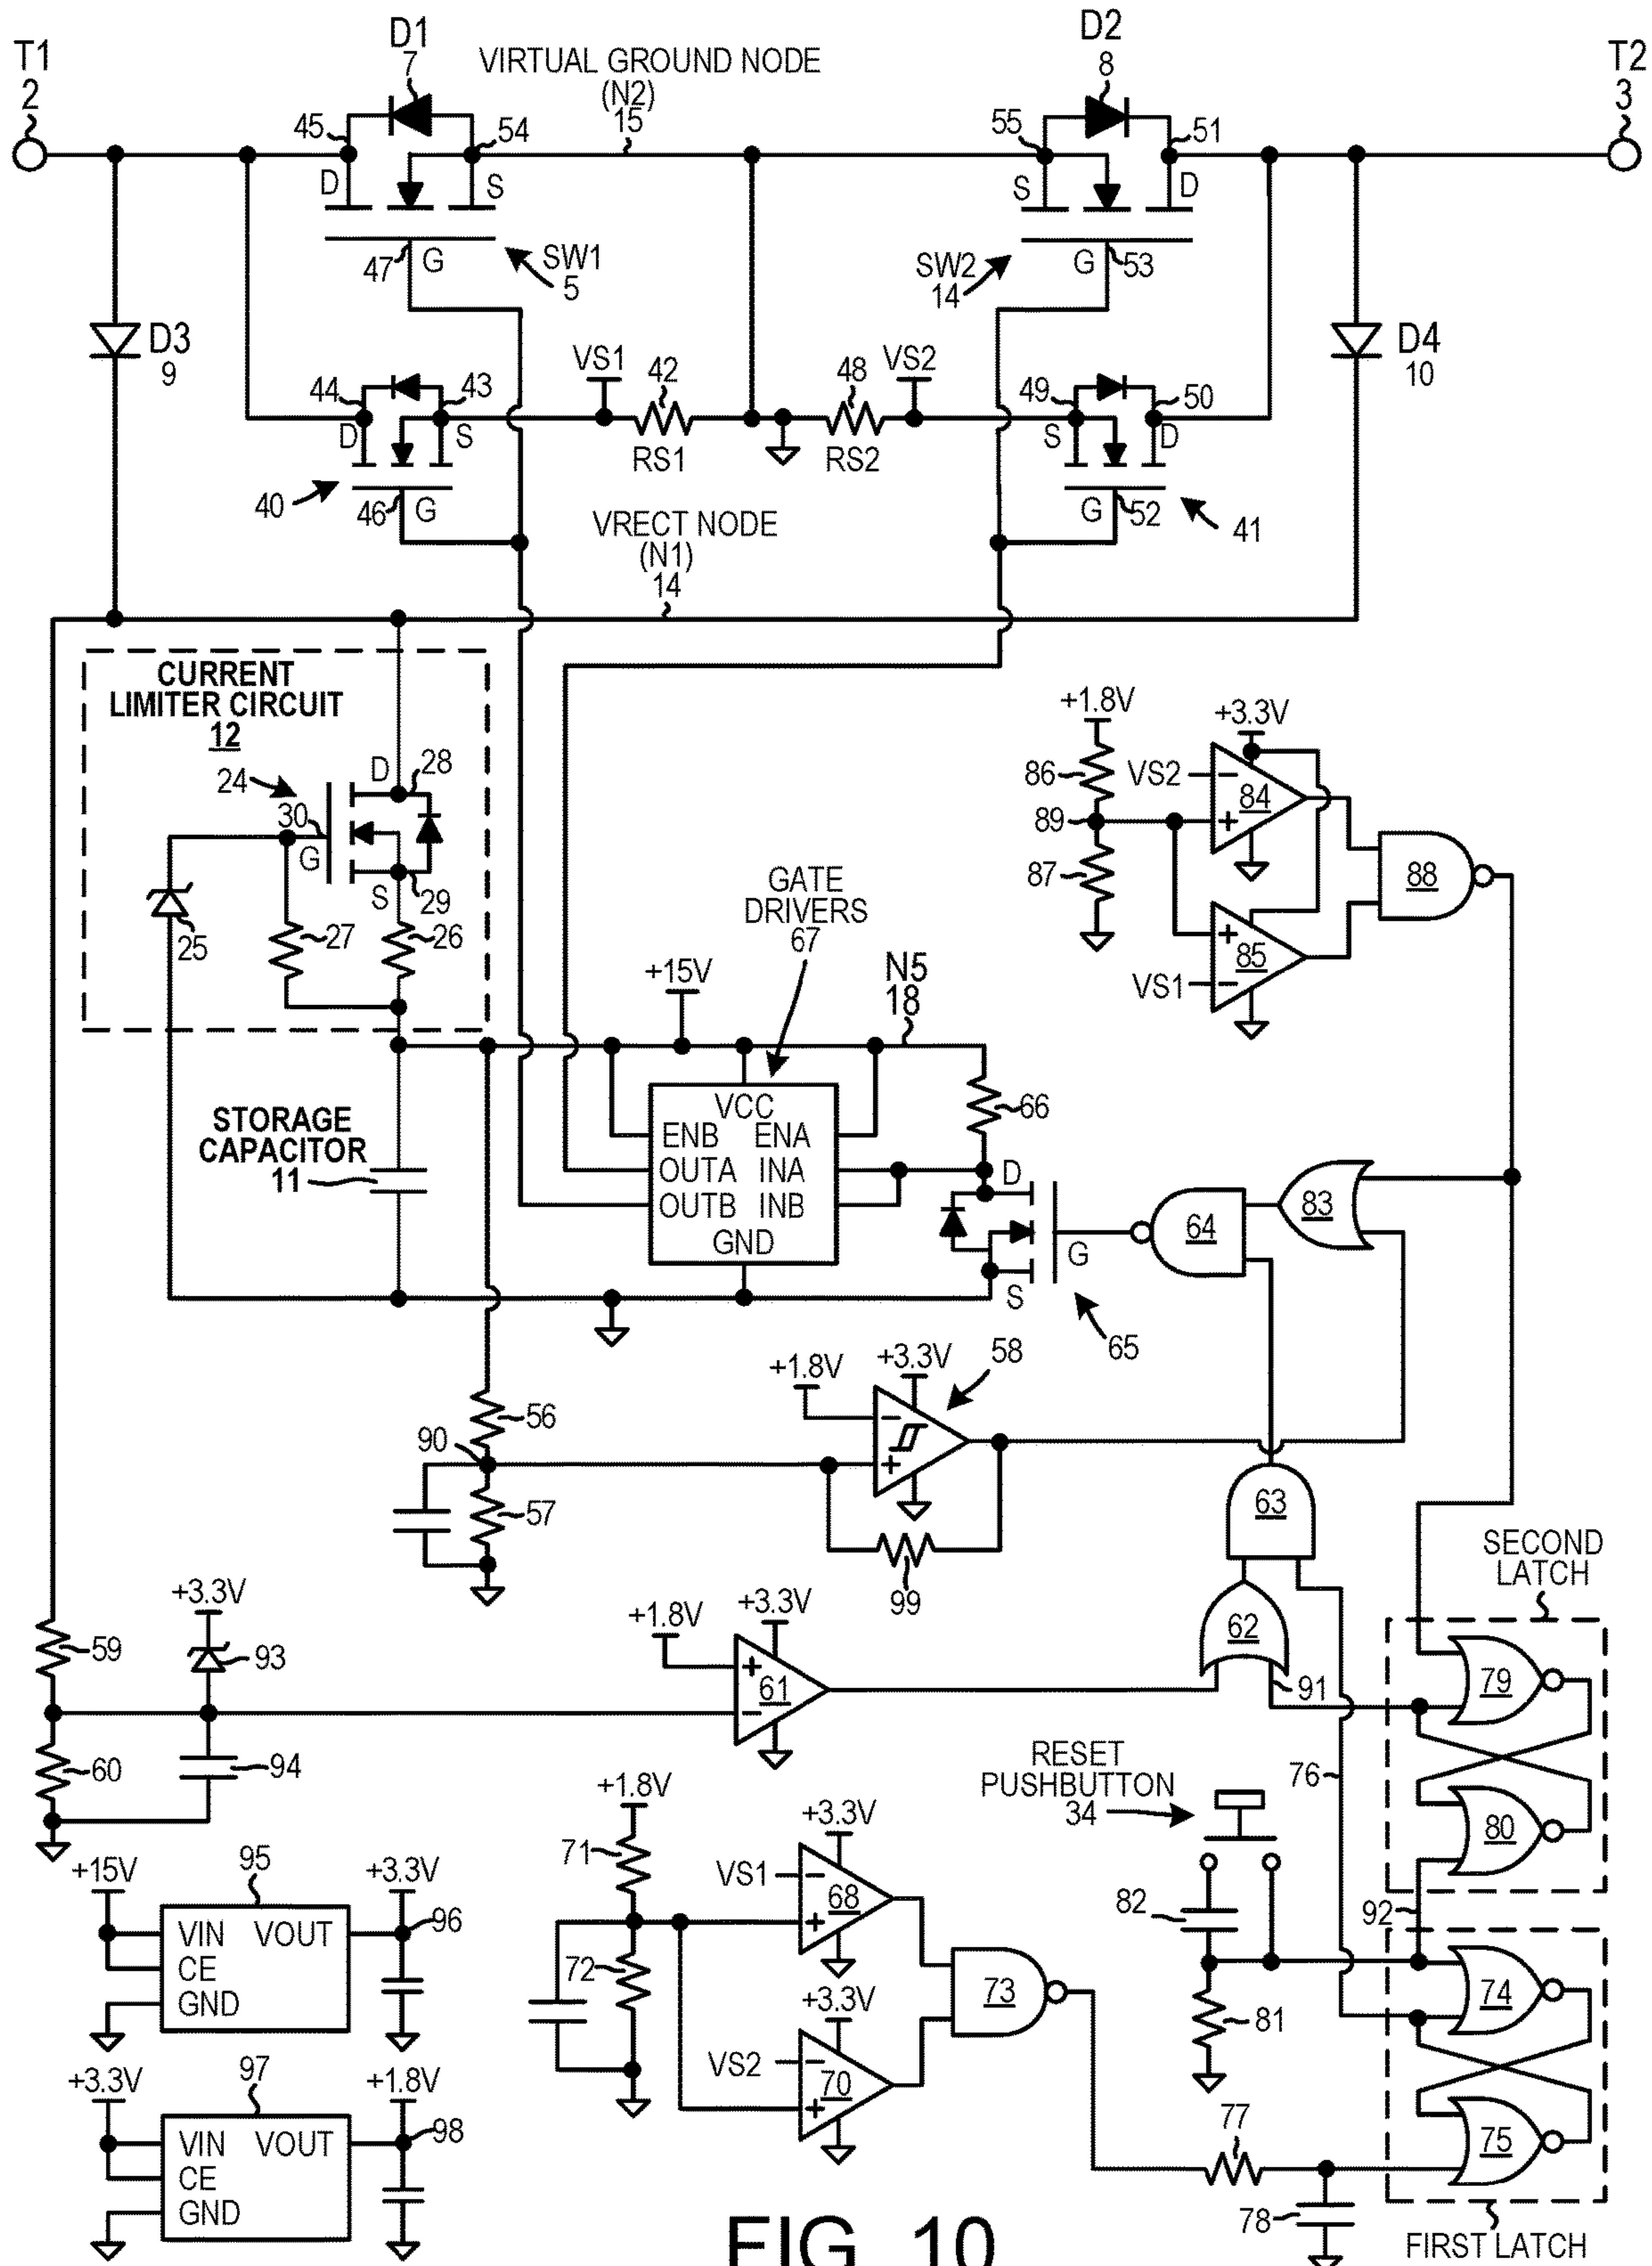 T1
2
D1
7
VIRTUAL GROUND NODE
(N2)
15
D2
8
T2
3
45
54
55
51
D
S
S
D
47
G
SW1
5
SW2
14
G
53
D3
9
VS1
42
48
VS2
D4
10
44
43
49
50
D
S
RS1
RS2
S
D
40
46
G
VRECT NODE
(N1)
14
G
52
41
CURRENT
LIMITER CIRCUIT
12
24
D
28
30
G
S
29
25
27
26
+1.8V
+3.3V
86
VS2
−
84
89
+
87
88
+
85
VS1
−
GATE
DRIVERS
67
+15V
N5
18
STORAGE
CAPACITOR
11
VCC
ENB
ENA
OUTA
INA
OUTB
INB
GND
66
D
G
S
65
64
83
+1.8V
+3.3V
58
56
90
−
+
57
99
63
SECOND
LATCH
+3.3V
59
93
+1.8V
+3.3V
+
61
−
62
91
79
60
94
RESET
PUSHBUTTON
34
76
80
+15V
95
+3.3V
96
VIN
VOUT
CE
GND
+1.8V
71
+3.3V
VS1
−
68
+
72
+3.3V
VS2
−
70
+
73
82
92
81
74
+3.3V
97
+1.8V
98
VIN
VOUT
CE
GND
77
75
78
FIRST LATCH
FIG. 10